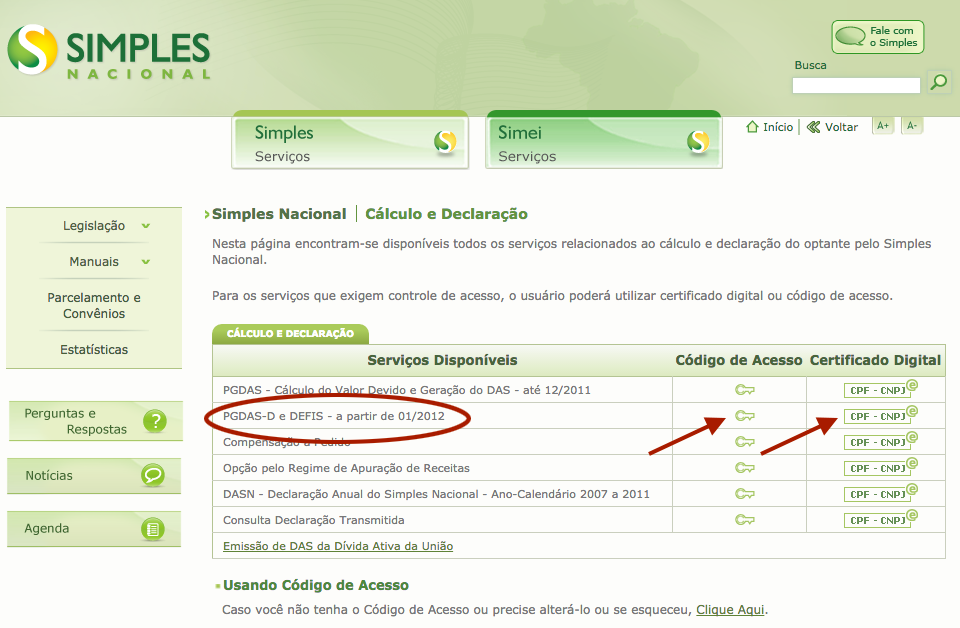 SIMPLES
NACIONAL
Fale com
o Simples
Busca
Simples
Serviços
Simei
Serviços
Início
Voltar
A+
A-
Legislação
Manuais
Parcelamento e
Convênios
Estatísticas
Perguntas e
Respostas
?
Notícias
Agenda
Simples Nacional | Cálculo e Declaração
Nesta página encontram-se disponíveis todos os serviços relacionados ao cálculo e declaração do optante pelo Simples
Nacional.
Para os serviços que exigem controle de acesso, o usuário poderá utilizar certificado digital ou código de acesso.
CÁLCULO E DECLARAÇÃO
Serviços Disponíveis Código de Acesso Certificado Digital
PGDAS - Cálculo do Valor Devido e Geração do DAS - até 12/2011 CPF - CNPJ e
PGDAS-D e DEFIS - a partir de 01/2012 CPF - CNPJ e
Compensação a Pedido CPF - CNPJ e
Opção pelo Regime de Apuração de Receitas CPF - CNPJ e
DASN - Declaração Anual do Simples Nacional - Ano-Calendário 2007 a 2011 CPF - CNPJ e
Consulta Declaração Transmitida CPF - CNPJ e
Emissão de DAS da Dívida Ativa da União
Usando Código de Acesso
Caso você não tenha o Código de Acesso ou precise alterá-lo ou se esqueceu, Clique Aqui.